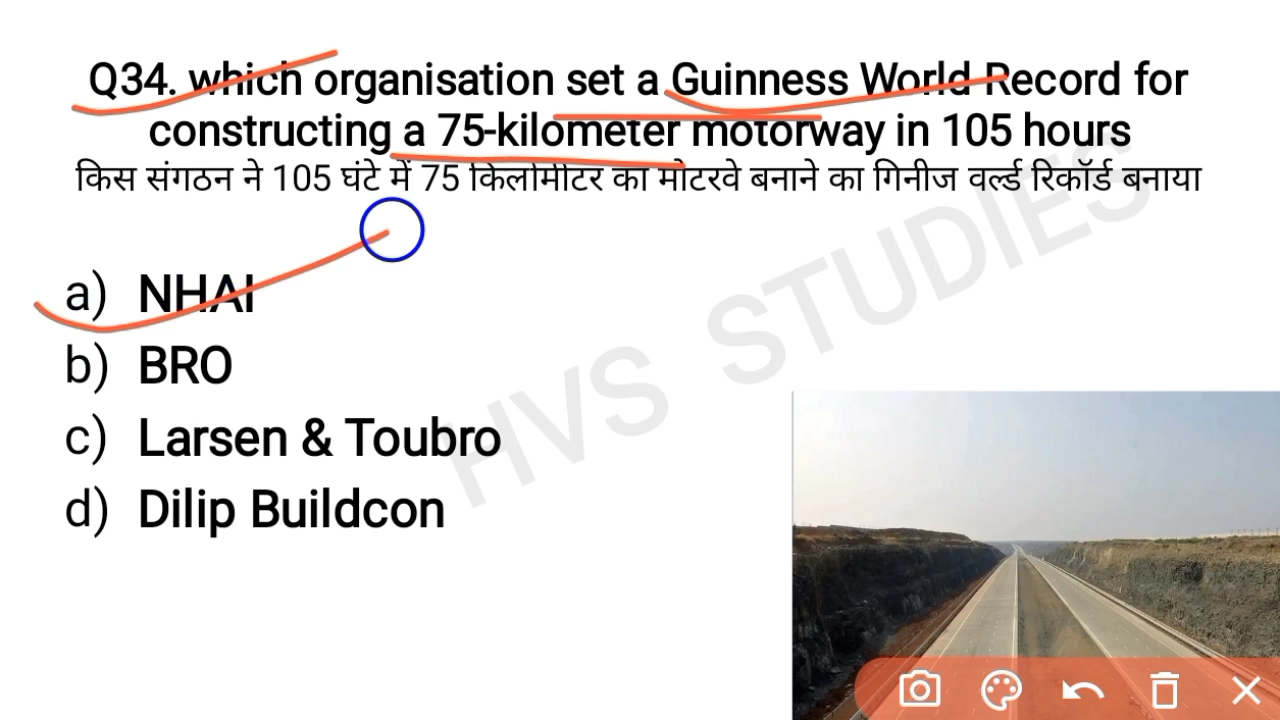 Q34. which organisation set a Guinness World Record for
constructing a 75-kilometer motorway in 105 hours
किस संगठन ने 105 घंटे में 75 किलोमीटर का मोटरवे बनाने का गिनीज वर्ल्ड रिकॉर्ड बनाया
a) NHAI
b) BRO
c) Larsen & Toubro
d) Dilip Buildcon
HVS STUDIES